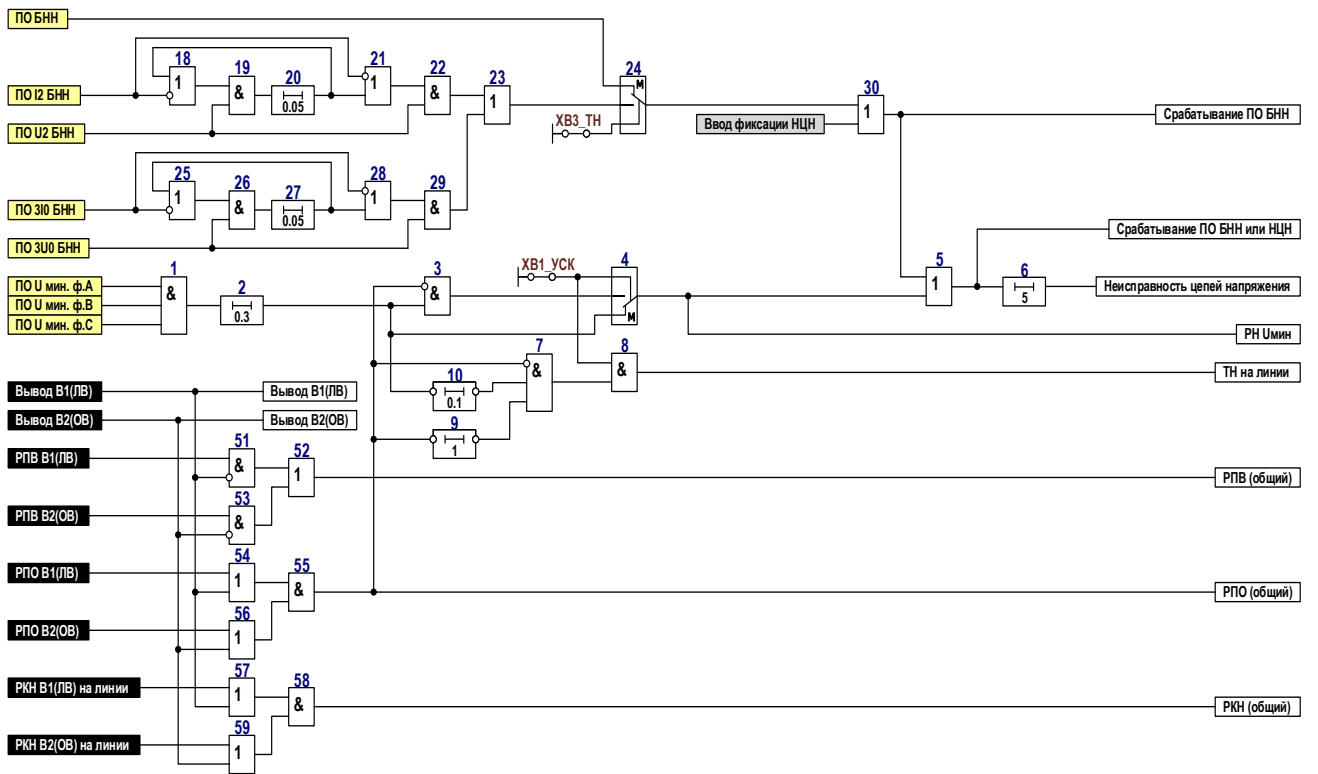 ПО БНН
18
19
20
21
22
23
24
30
1
&
0.05
1
&
1
М
1
ПО I2 БНН
ПО U2 БНН
XB3_ТН
Ввод фиксации НЦН
Срабатывание ПО БНН
25
26
27
28
29
1
&
0.05
1
&
ПО 3I0 БНН
ПО 3U0 БНН
Срабатывание ПО БНН или НЦН
1
2
3
XB1_УСК
4
5
6
ПО U мин. ф.А
ПО U мин. ф.В
ПО U мин. ф.С
&
0.3
&
М
1
5
Неисправность цепей напряжения
РН Uмин
7
8
&
&
ТН на линии
10
0.1
9
1
Вывод В1(ЛВ)
Вывод В1(ЛВ)
Вывод В2(ОВ)
Вывод В2(ОВ)
51
52
РПВ В1(ЛВ)
&
1
РПВ (общий)
53
РПВ В2(ОВ)
&
54
55
РПО В1(ЛВ)
1
&
РПО (общий)
56
РПО В2(ОВ)
1
57
58
РКН В1(ЛВ) на линии
1
&
РКН (общий)
59
РКН В2(ОВ) на линии
1